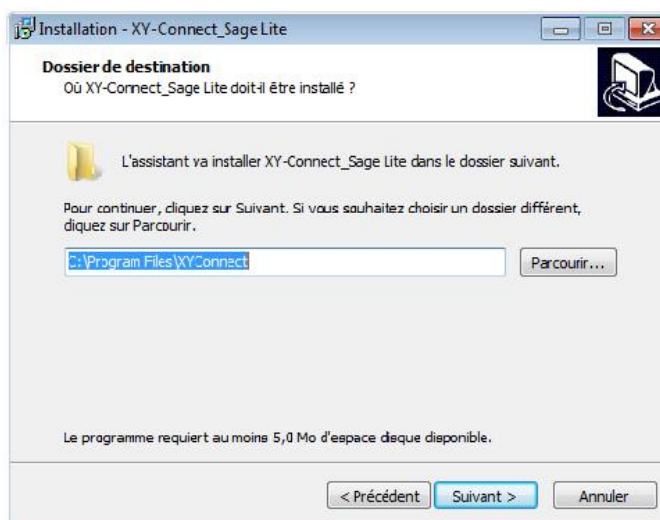 Installation - XY-Connect_Sage Lite
Dossier de destination
Où XY-Connect_Sage Lite doit-il être installé ?
L'assistant va installer XY-Connect_Sage Lite dans le dossier suivant.
Pour continuer, cliquez sur Suivant. Si vous souhaitez choisir un dossier différent,
cliquez sur Parcourir.
C:\Program Files\XYConnect
Parcourir...
Le programme requiert au moins 5,0 Mo d'espace disque disponible.
< Précédent
Suivant >
Annuler